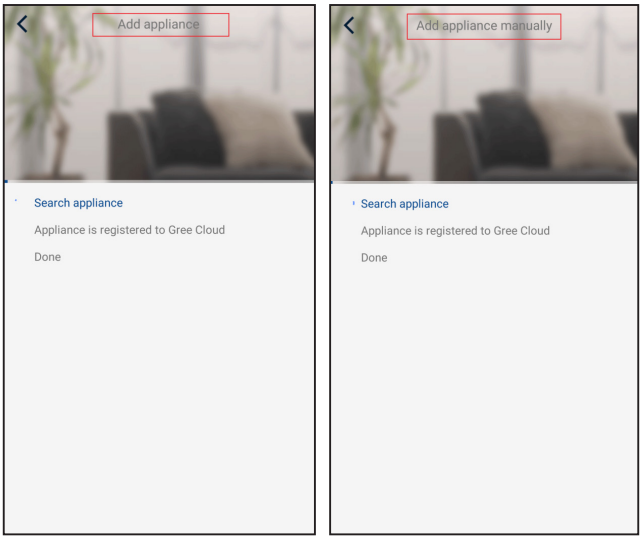 Add appliance
Search appliance
Appliance is registered to Gree Cloud
Done
Add appliance manually
Search appliance
Appliance is registered to Gree Cloud
Done